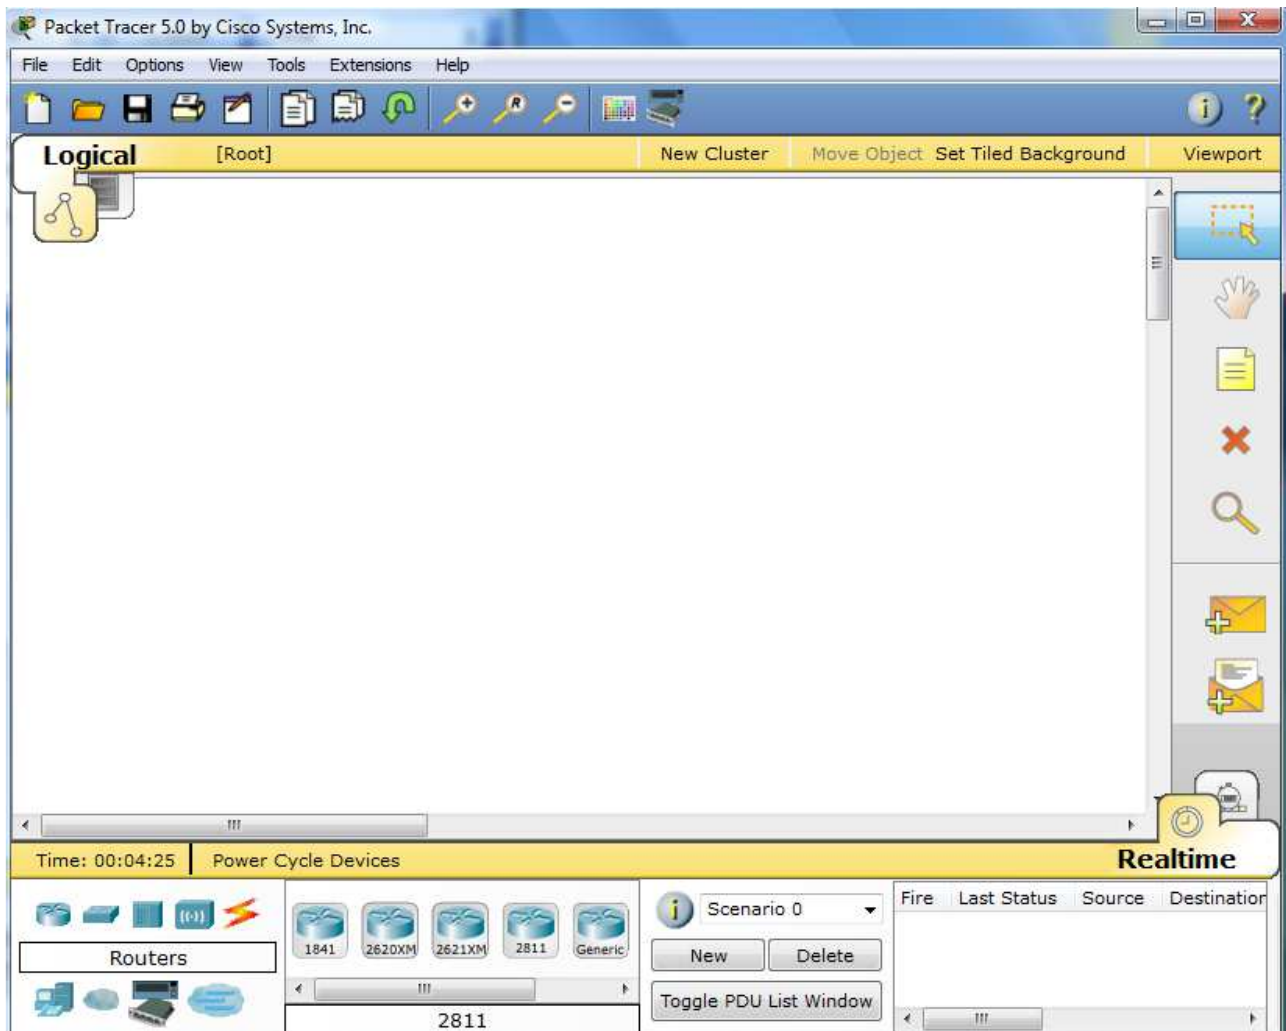 Packet Tracer 5.0 by Cisco Systems, Inc.
File Edit Options View Tools Extensions Help
R
i ?
Logical [Root] New Cluster Move Object Set Tiled Background Viewport
Time: 00:04:25 Power Cycle Devices Realtime
i Scenario 0 Fire Last Status Source Destination
1841 2620XM 2621XM 2811 Generic
Routers New Delete
Toggle PDU List Window
2811